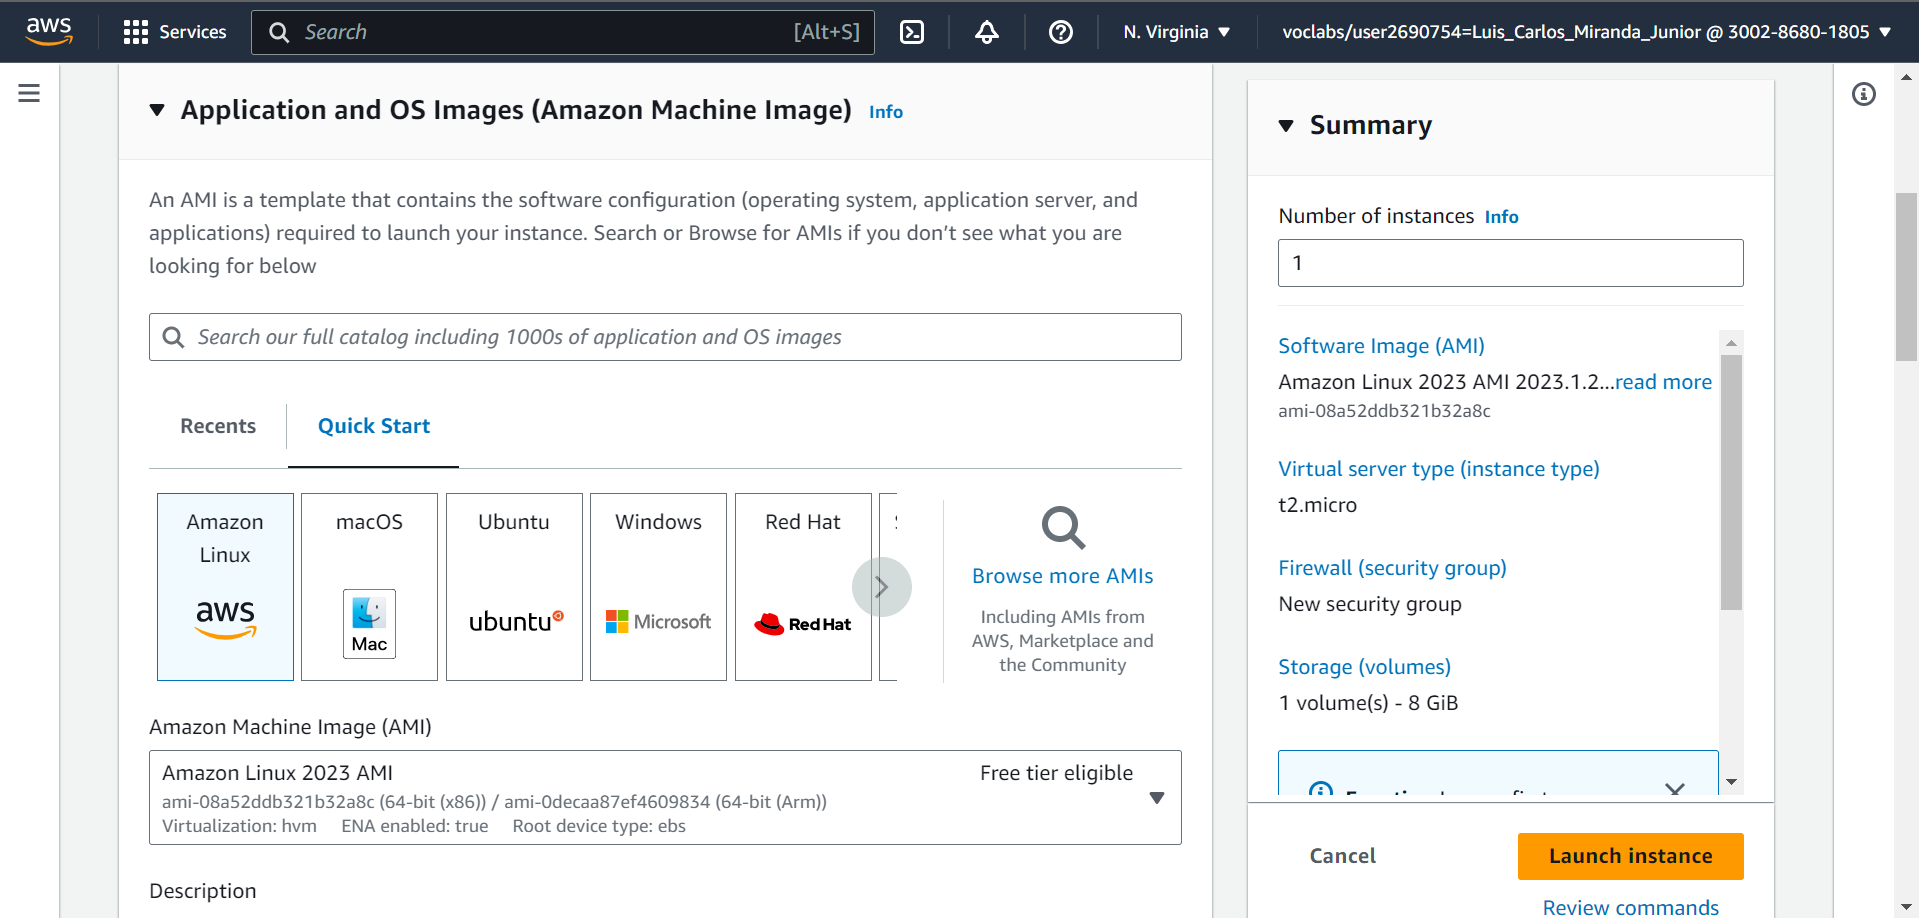 aws
Services
Search
[Alt+S]
N. Virginia
voclabs/user2690754=Luis_Carlos_Miranda_Junior @ 3002-8680-1805
Application and OS Images (Amazon Machine Image) Info
An AMI is a template that contains the software configuration (operating system, application server, and
applications) required to launch your instance. Search or Browse for AMIs if you don’t see what you are
looking for below
Search our full catalog including 1000s of application and OS images
Recents
Quick Start
Amazon
Linux
aws
macOS
Mac
Ubuntu
ubuntu
Windows
Microsoft
Red Hat
Red Hat
Browse more AMIs
Including AMIs from
AWS, Marketplace and
the Community
Amazon Machine Image (AMI)
Amazon Linux 2023 AMI
Free tier eligible
ami-08a52ddb321b32a8c (64-bit (x86)) / ami-0decaa87ef4609834 (64-bit (Arm))
Virtualization: hvm ENA enabled: true Root device type: ebs
Description
Summary
Number of instances Info
1
Software Image (AMI)
Amazon Linux 2023 AMI 2023.1.2...read more
ami-08a52ddb321b32a8c
Virtual server type (instance type)
t2.micro
Firewall (security group)
New security group
Storage (volumes)
1 volume(s) - 8 GiB
Cancel
Launch instance
Review commands